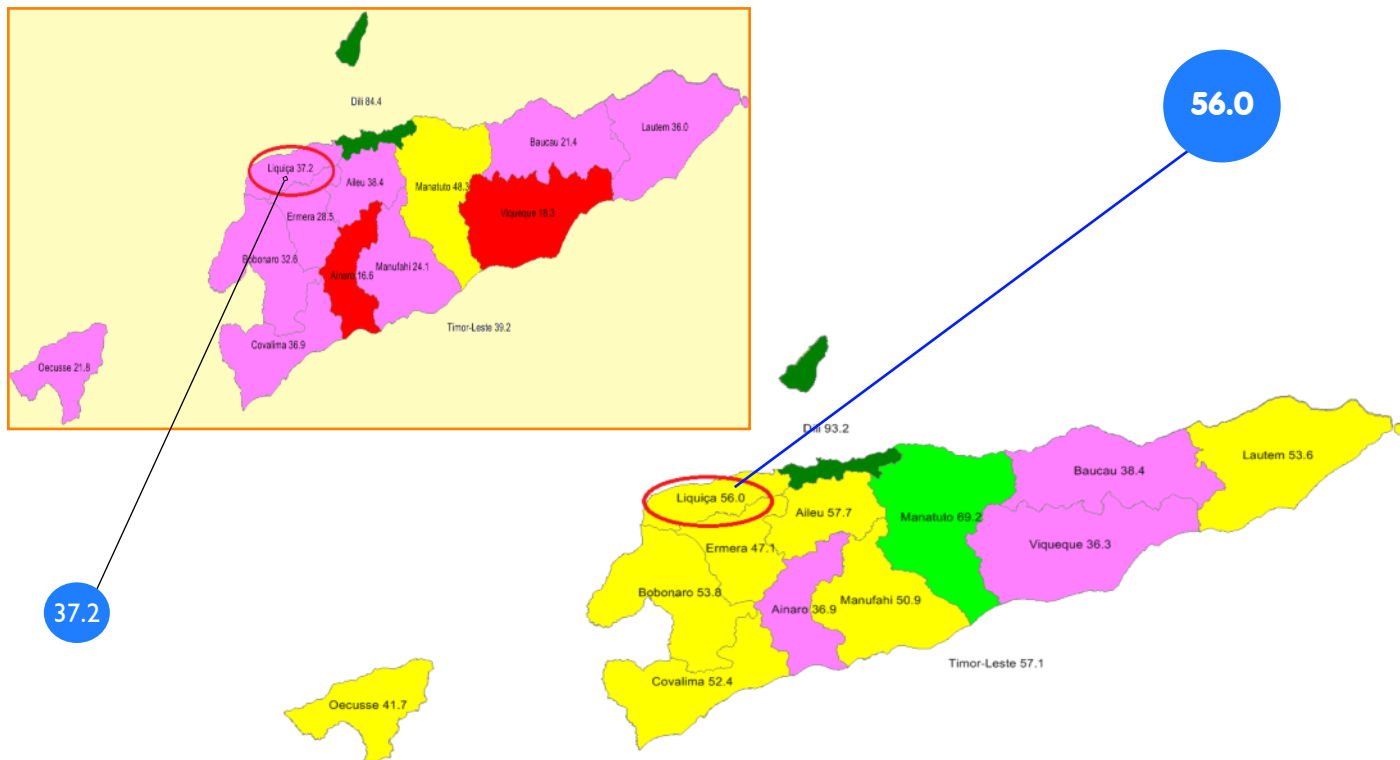 Dili 84.4
Lautem 36.0
Baucau 21.4
Liquiça 37.2
Aileu 38.4
Manatuto 48.3
Viqueque 18.3
Ermera 28.5
Bobonaro 32.6
Manufahi 24.1
Ainaro 16.6
Timor-Leste 39.2
Covalima 36.9
Oecusse 21.8
37.2
56.0
Dili 93.2
Lautem 53.6
Baucau 38.4
Liquiça 56.0
Aileu 57.7
Manatuto 69.2
Viqueque 36.3
Ermera 47.1
Bobonaro 53.8
Manufahi 50.9
Ainaro 36.9
Timor-Leste 57.1
Covalima 52.4
Oecusse 41.7